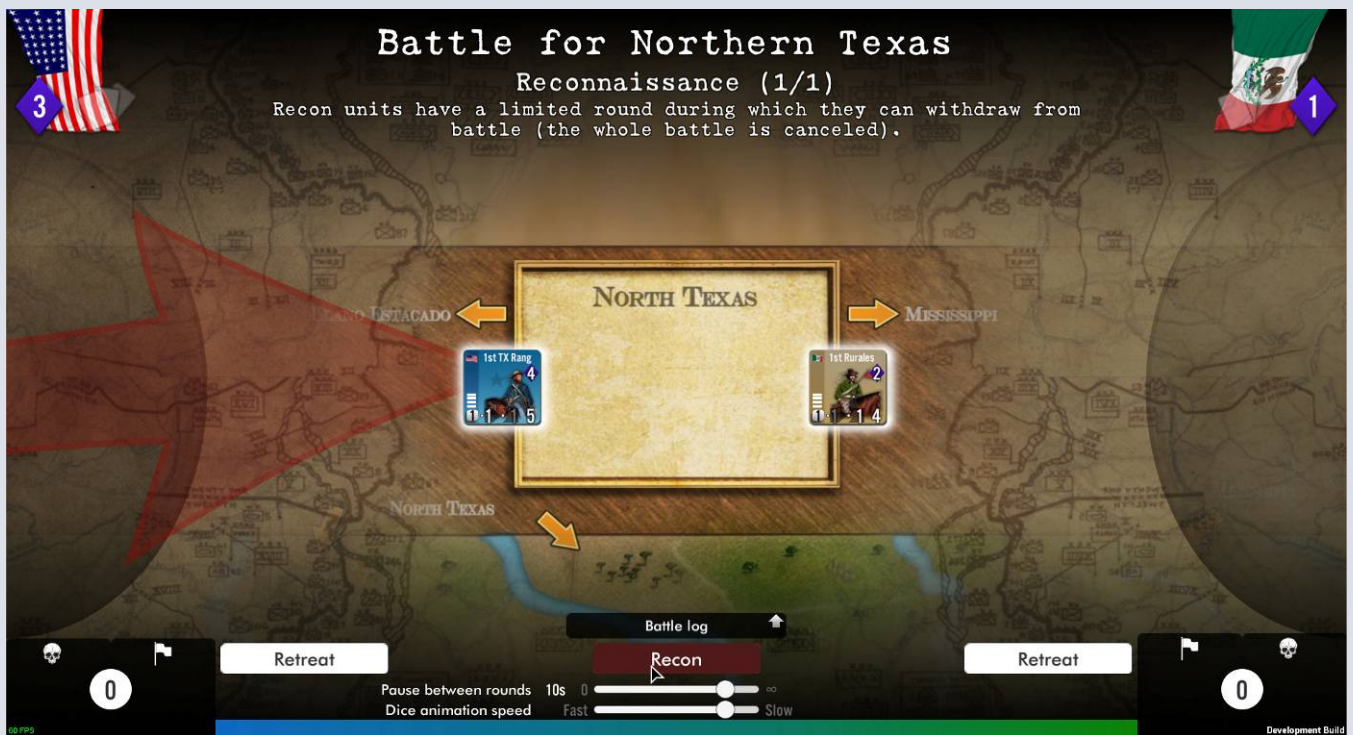 Battle for Northern Texas
Reconnaissance (1/1)
Recon units have a limited round during which they can withdraw from
battle (the whole battle is canceled).
3
1
North Texas
Estacado
Mississippi
1st TX Rang
4
1·1·1 5
1st Rurales
2
1·1·1 4
North Texas
Battle log
Retreat
Recon
Retreat
0
0
Pause between rounds 10s 0 ∞
Dice animation speed Fast Slow
60 FPS
Development Build